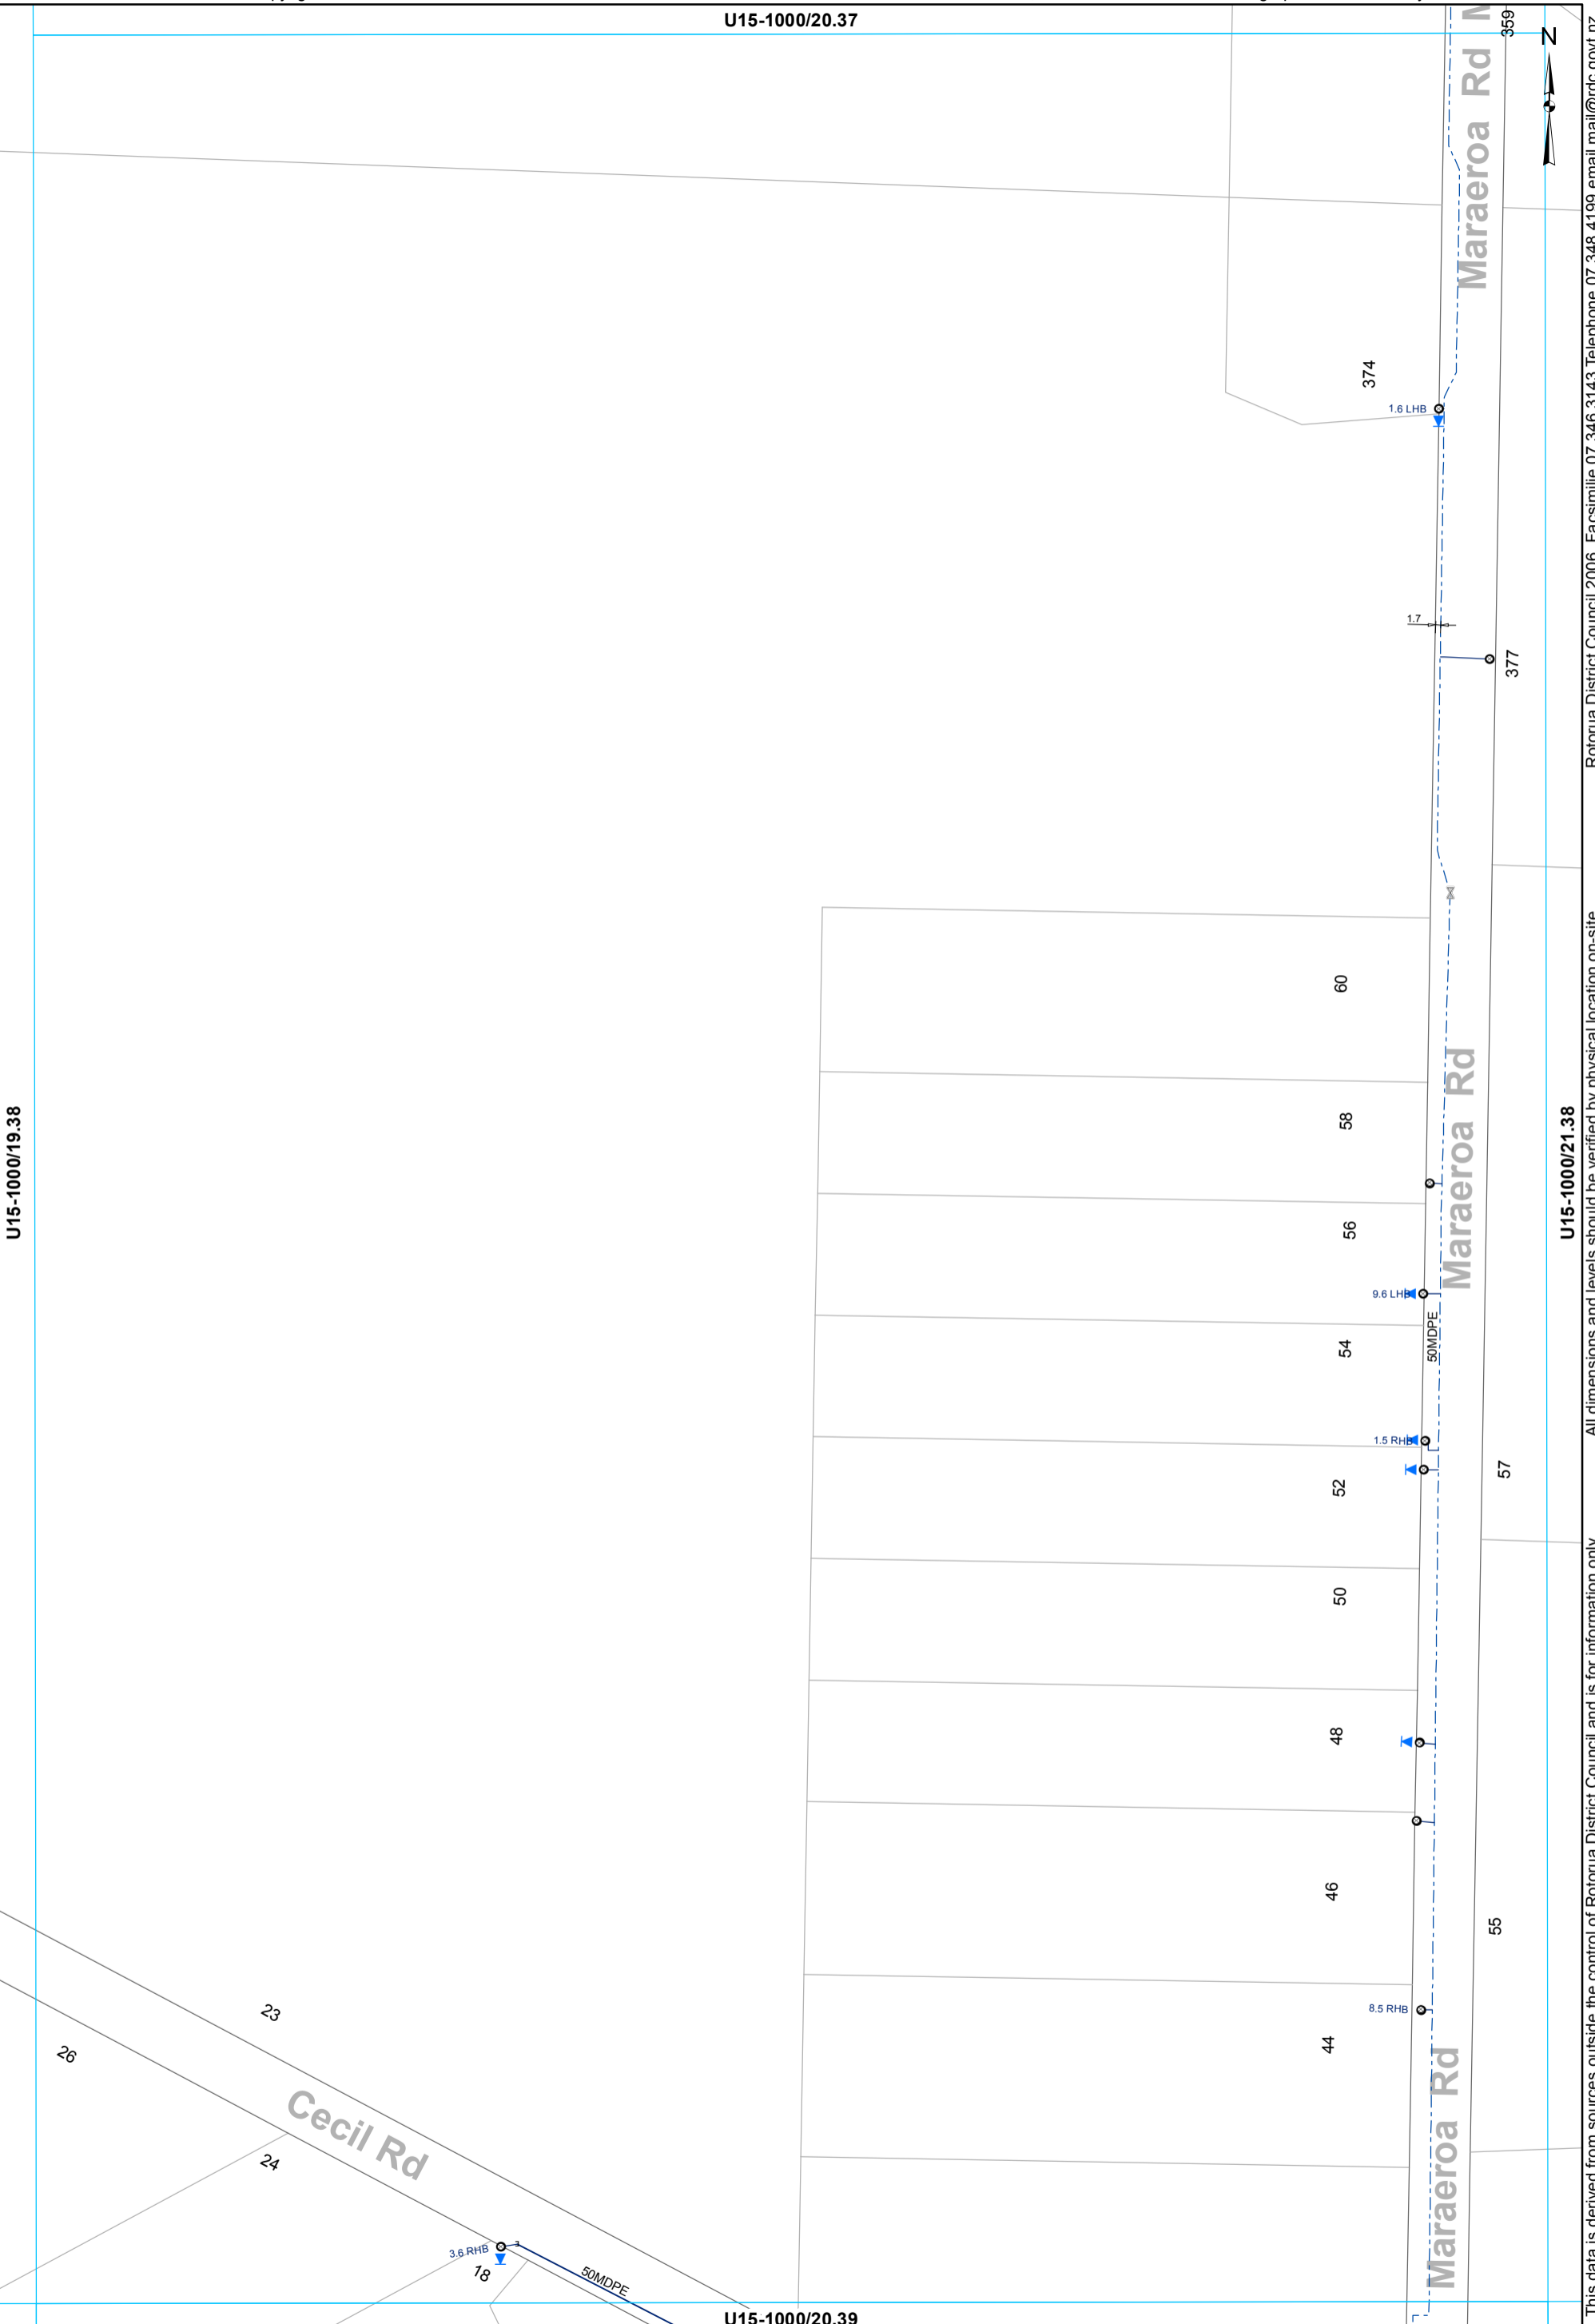 U15-1000/20.37
359
N
Maraeroa Rd
374
1.6 LHB
1.7
377
60
Maraeroa Rd
58
U15-1000/19.38
U15-1000/21.38
56
9.6 LHB
50MDPE
54
1.5 RHB
52
57
50
48
46
55
8.5 RHB
44
23
26
Cecil Rd
24
Maraeroa Rd
3.6 RHB
18
50MDPE
U15-1000/20.39
This data is derived from sources outside the control of Rotorua District Council and is for information only
All dimensions and levels should be verified by physical location on-site
Rotorua District Council 2006 Facsimilie 07 346 3143 Telephone 07 348 4199 email mail@rdc.govt.nz